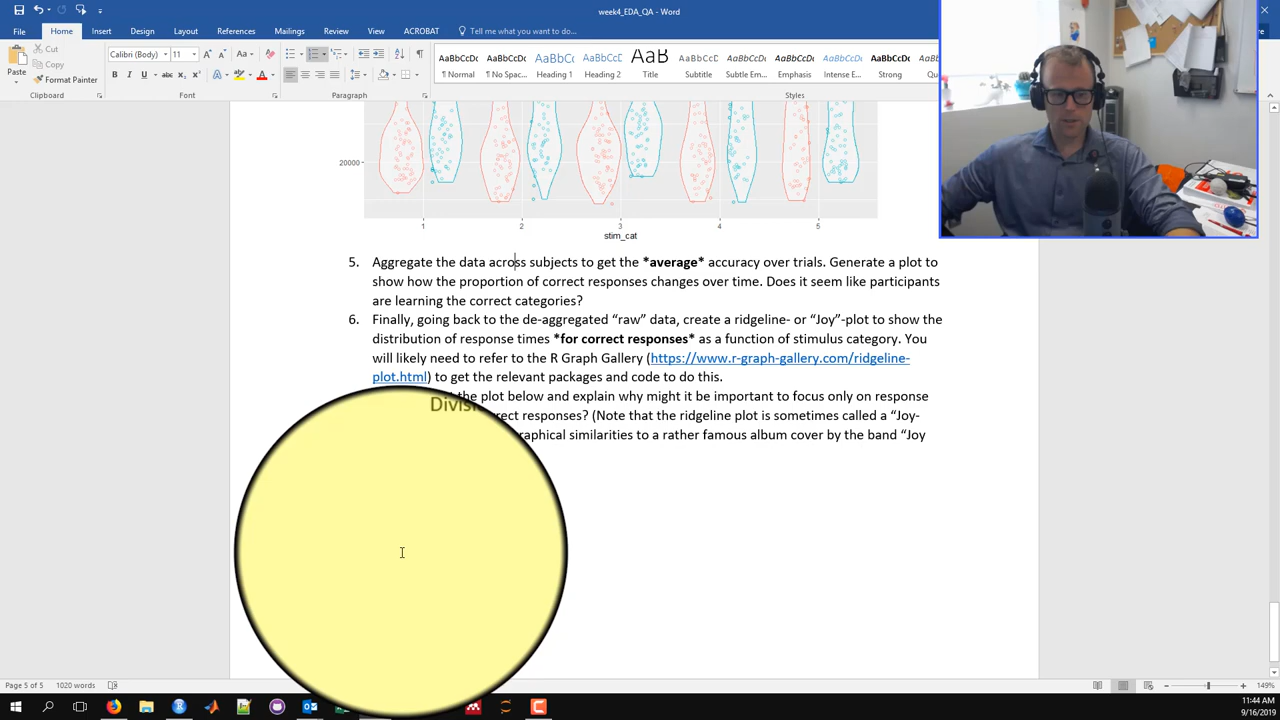 week4_EDA_QA - Word
File Home Insert Design Layout References Mailings Review View ACROBAT Tell me what you want to do...
Paste
Cut
Copy
Format Painter
Calibri (Body) 11
AaBbCcDc AaBbCcDc AaBbCc AaBbCcD AaB AaBbCcD AaBbCcDc AaBbCcDc AaBbCcDc AaBbCcDc
¶ Normal ¶ No Spac... Heading 1 Heading 2 Title Subtitle Subtle Em... Emphasis Intense E... Strong
Clipboard Font Paragraph Styles
20000
1 2 3 4 5
stim_cat
5. Aggregate the data across subjects to get the *average* accuracy over trials. Generate a plot to
show how the proportion of correct responses changes over time. Does it seem like participants
are learning the correct categories?
6. Finally, going back to the de-aggregated “raw” data, create a ridgeline- or “Joy”-plot to show the
distribution of response times *for correct responses* as a function of stimulus category. You
will likely need to refer to the R Graph Gallery (https://www.r-graph-gallery.com/ridgeline-
plot.html) to get the relevant packages and code to do this.
the plot below and explain why might it be important to focus only on response
rect responses? (Note that the ridgeline plot is sometimes called a “Joy-
raphical similarities to a rather famous album cover by the band “Joy
Page 5 of 5 1020 words
149%
11:44 AM
9/16/2019